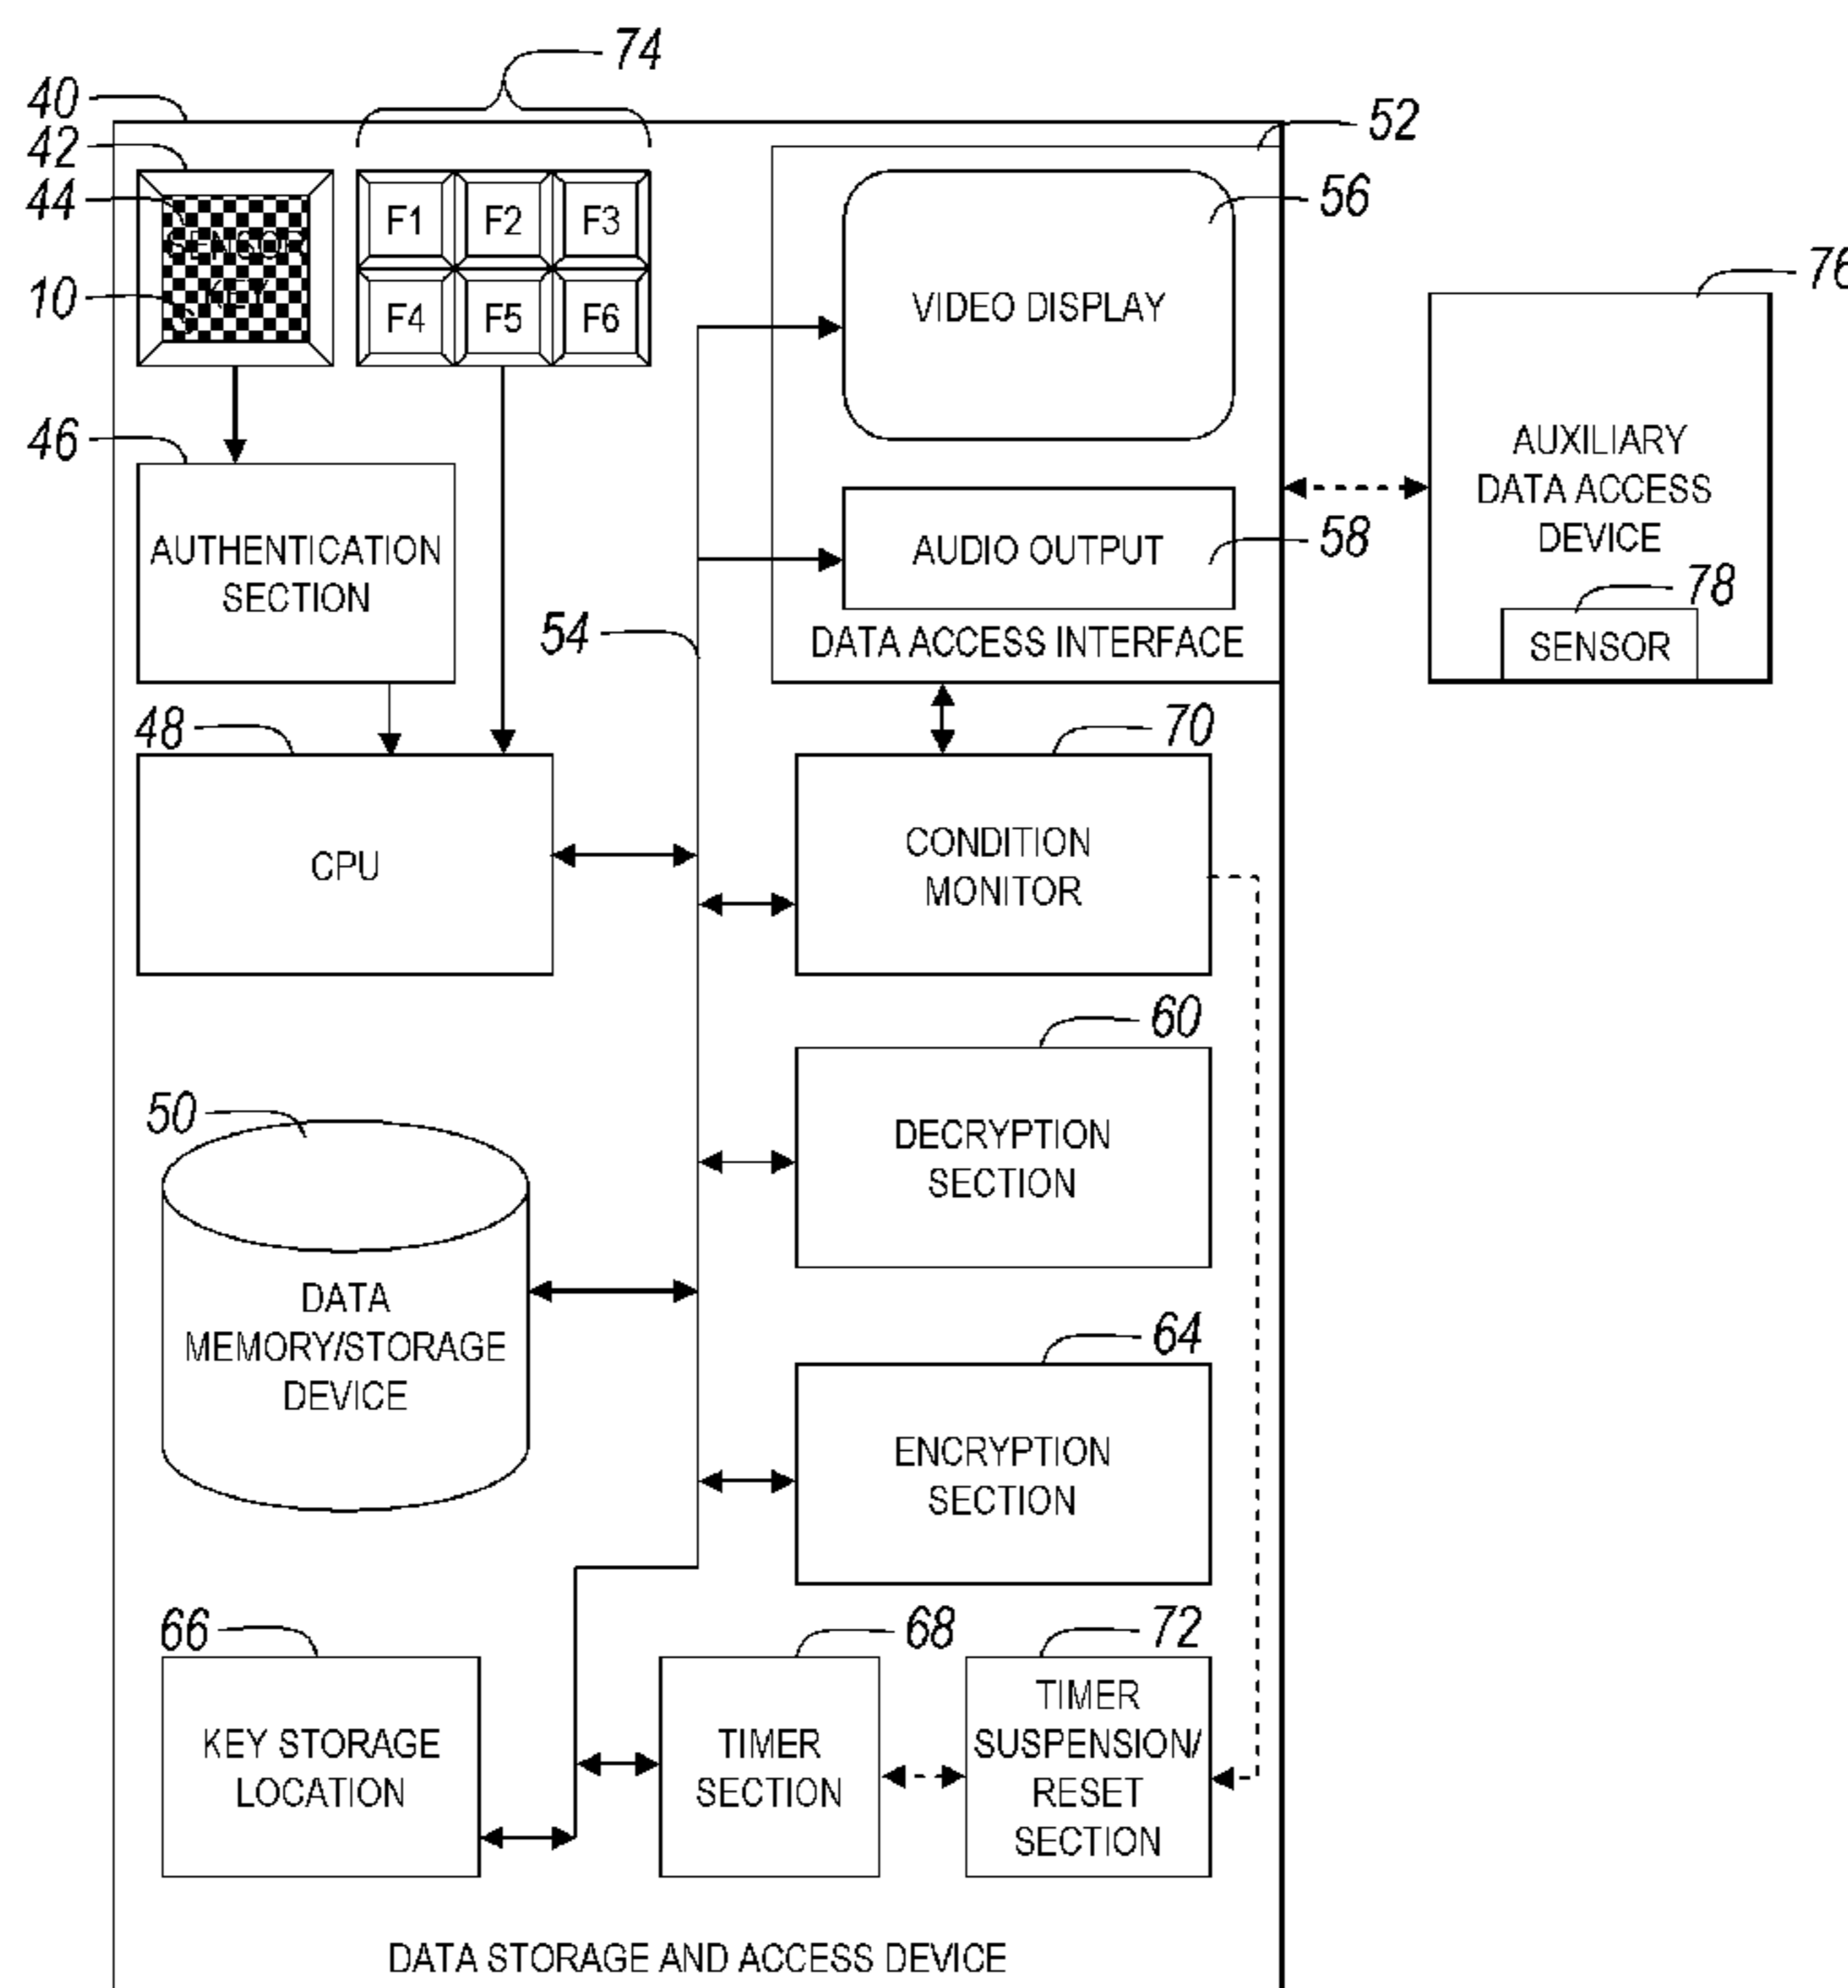 74
40
42
44
10
SENSOR
KEY
F1 F2 F3
F4 F5 F6
52
56
VIDEO DISPLAY
76
AUXILIARY
DATA ACCESS
DEVICE
78
SENSOR
46
AUTHENTICATION
SECTION
58
AUDIO OUTPUT
DATA ACCESS INTERFACE
54
48
CPU
70
CONDITION
MONITOR
60
DECRYPTION
SECTION
50
DATA
MEMORY/STORAGE
DEVICE
64
ENCRYPTION
SECTION
66
KEY STORAGE
LOCATION
68
TIMER
SECTION
72
TIMER
SUSPENSION/
RESET
SECTION
DATA STORAGE AND ACCESS DEVICE